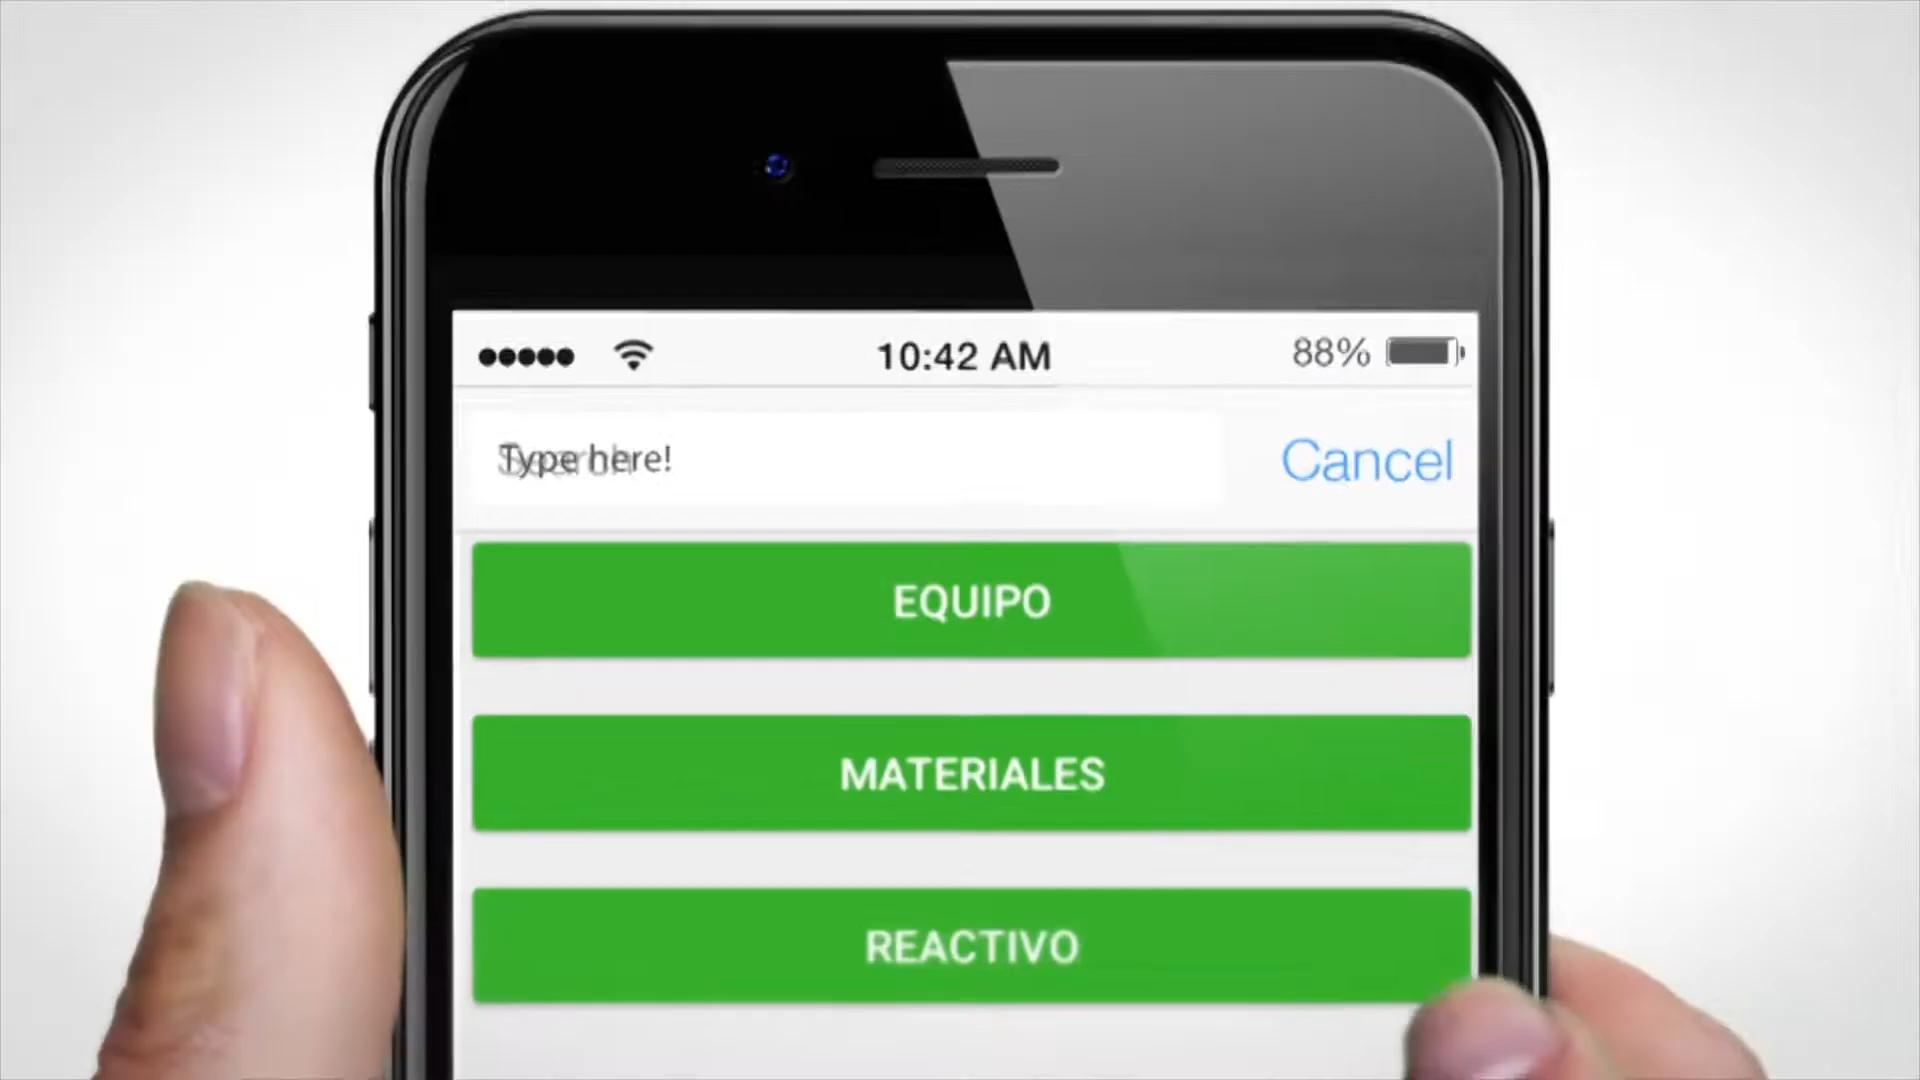 10:42 AM 88%
Type here! Cancel
EQUIPO
MATERIALES
REACTIVO